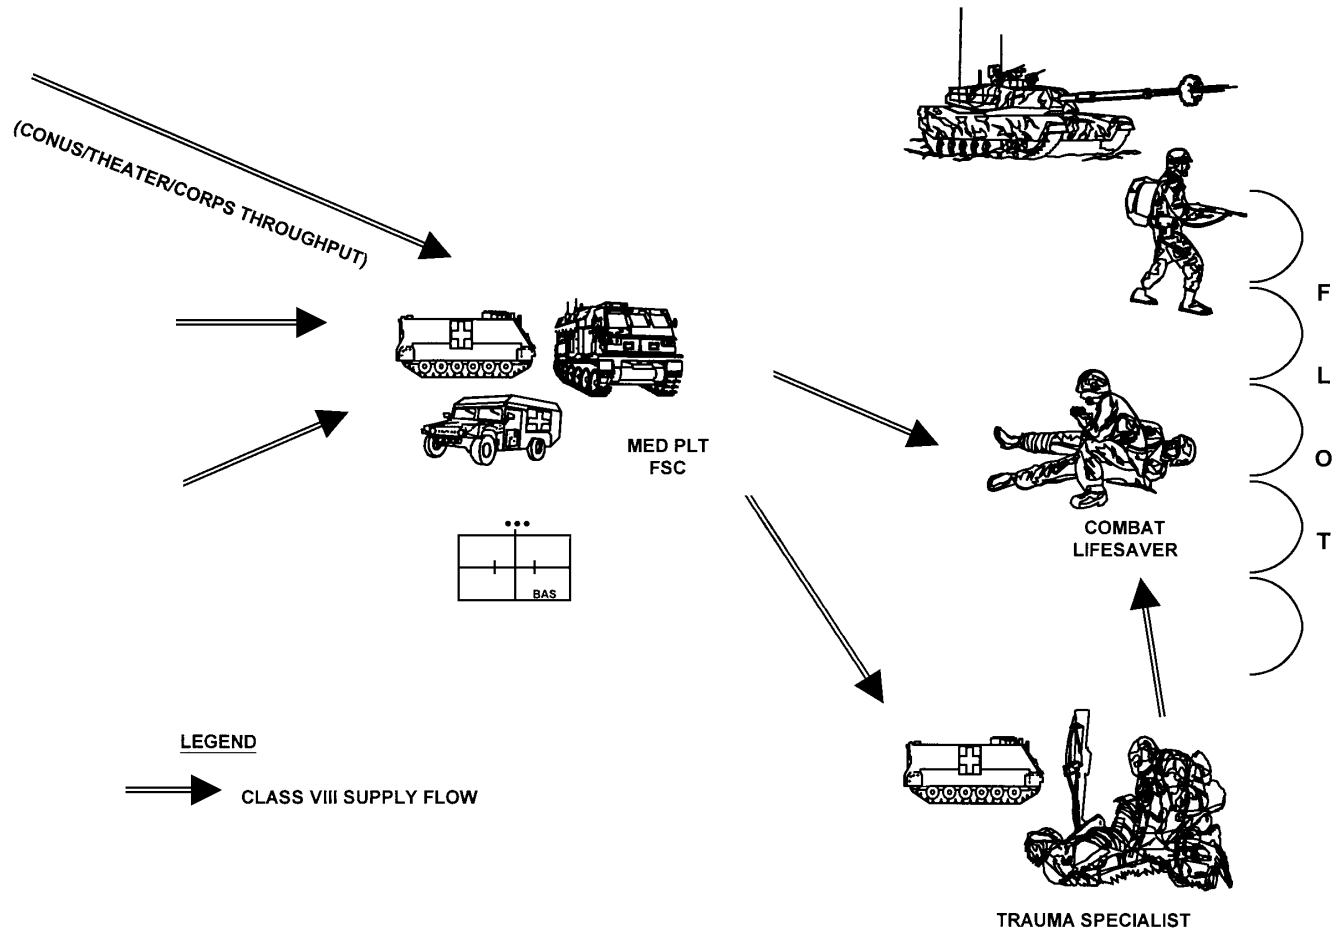 (CONUS/THEATER/CORPS THROUGHPUT)
F
L
O
T
MED PLT
FSC
COMBAT
LIFESAVER
BAS
LEGEND
CLASS VIII SUPPLY FLOW
TRAUMA SPECIALIST